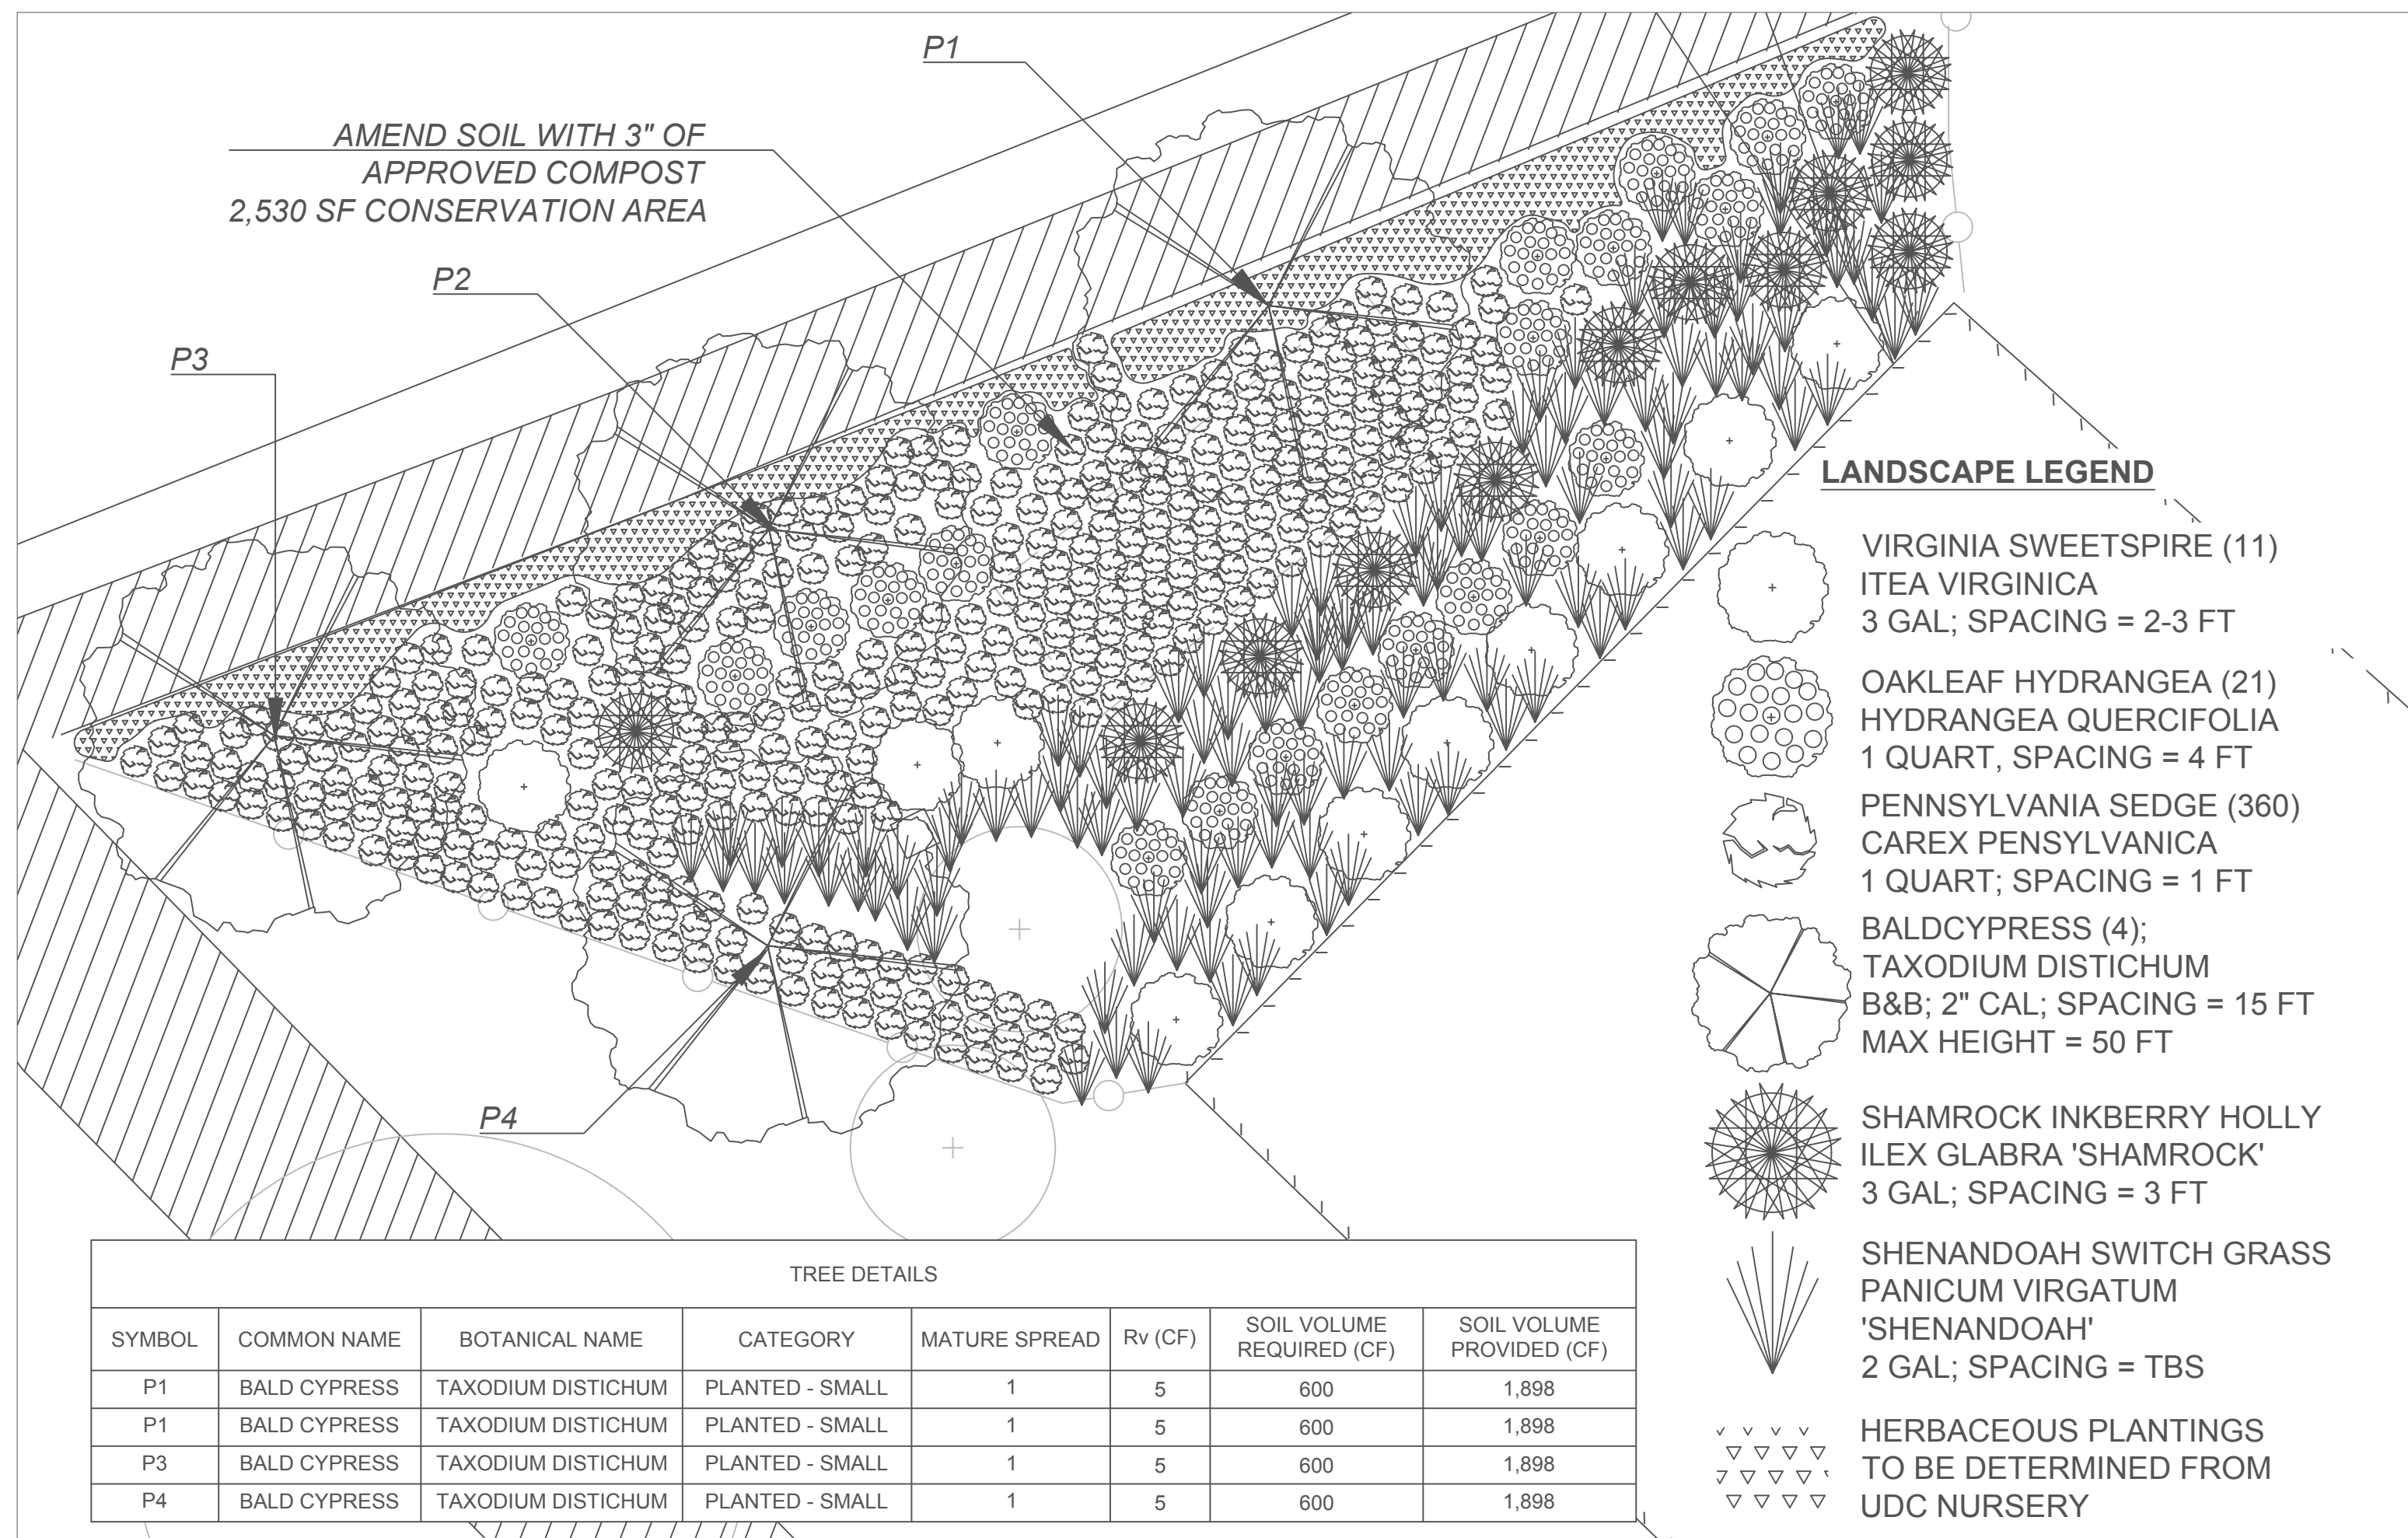 P1
AMEND SOIL WITH 3" OF
APPROVED COMPOST
2,530 SF CONSERVATION AREA
P2
P3
P4
LANDSCAPE LEGEND
VIRGINIA SWEETSPIRE (11)
ITEA VIRGINICA
3 GAL; SPACING = 2-3 FT
OAKLEAF HYDRANGEA (21)
HYDRANGEA QUERCIFOLIA
1 QUART, SPACING = 4 FT
PENNSYLVANIA SEDGE (360)
CAREX PENSYLVANICA
1 QUART; SPACING = 1 FT
BALDCYPRESS (4);
TAXODIUM DISTICHUM
B&B; 2" CAL; SPACING = 15 FT
MAX HEIGHT = 50 FT
SHAMROCK INKBERRY HOLLY
ILEX GLABRA 'SHAMROCK'
3 GAL; SPACING = 3 FT
SHENANDOAH SWITCH GRASS
PANICUM VIRGATUM
'SHENANDOAH'
2 GAL; SPACING = TBS
HERBACEOUS PLANTINGS
TO BE DETERMINED FROM
UDC NURSERY
TREE DETAILS
SYMBOL COMMON NAME BOTANICAL NAME CATEGORY MATURE SPREAD Rv (CF) SOIL VOLUME REQUIRED (CF) SOIL VOLUME PROVIDED (CF)
P1 BALD CYPRESS TAXODIUM DISTICHUM PLANTED - SMALL 1 5 600 1,898
P1 BALD CYPRESS TAXODIUM DISTICHUM PLANTED - SMALL 1 5 600 1,898
P3 BALD CYPRESS TAXODIUM DISTICHUM PLANTED - SMALL 1 5 600 1,898
P4 BALD CYPRESS TAXODIUM DISTICHUM PLANTED - SMALL 1 5 600 1,898